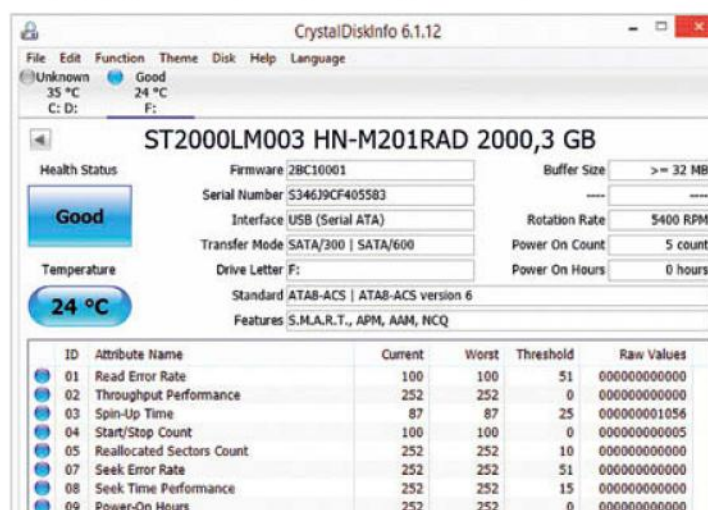 CrystalDiskInfo 6.1.12
File Edit Function Theme Disk Help Language
Unknown Good
35 °C 24 °C
C: D: F:
ST2000LM003 HN-M201RAD 2000,3 GB
Health Status Firmware 2BC10001 Buffer Size >= 32 MB
Serial Number S346J9CF405583 ---- ----
Good Interface USB (Serial ATA) Rotation Rate 5400 RPM
Transfer Mode SATA/300 | SATA/600 Power On Count 5 count
Temperature Drive Letter F: Power On Hours 0 hours
24 °C Standard ATA8-ACS | ATA8-ACS version 6
Features S.M.A.R.T., APM, AAM, NCQ
ID Attribute Name Current Worst Threshold Raw Values
01 Read Error Rate 100 100 51 000000000000
02 Throughput Performance 252 252 0 000000000000
03 Spin-Up Time 87 87 25 000000001056
04 Start/Stop Count 100 100 0 000000000005
05 Reallocated Sectors Count 252 252 10 000000000000
07 Seek Error Rate 252 252 51 000000000000
08 Seek Time Performance 252 252 15 000000000000
09 Power-On Hours 252 252 0 000000000000